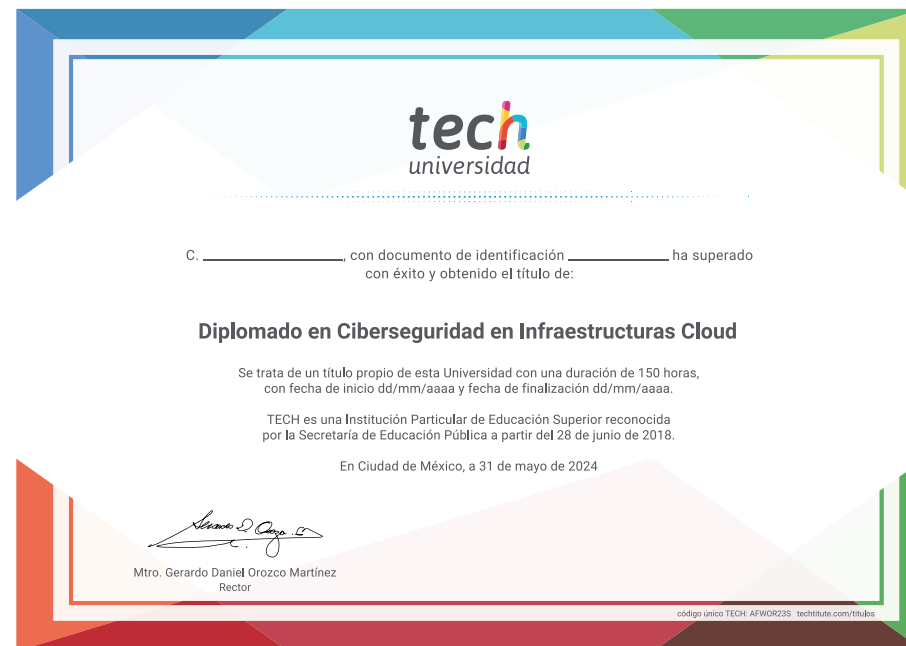 tech
universidad
C. ____________, con documento de identificación ____________ ha superado
con éxito y obtenido el título de:
Diplomado en Ciberseguridad en Infraestructuras Cloud
Se trata de un título propio de esta Universidad con una duración de 150 horas,
con fecha de inicio dd/mm/aaaa y fecha de finalización dd/mm/aaaa.
TECH es una Institución Particular de Educación Superior reconocida
por la Secretaría de Educación Pública a partir del 28 de junio de 2018.
En Ciudad de México, a 31 de mayo de 2024
Mtro. Gerardo Daniel Orozco Martínez
Rector
código único TECH: AFWOR23S techtitute.com/titulos